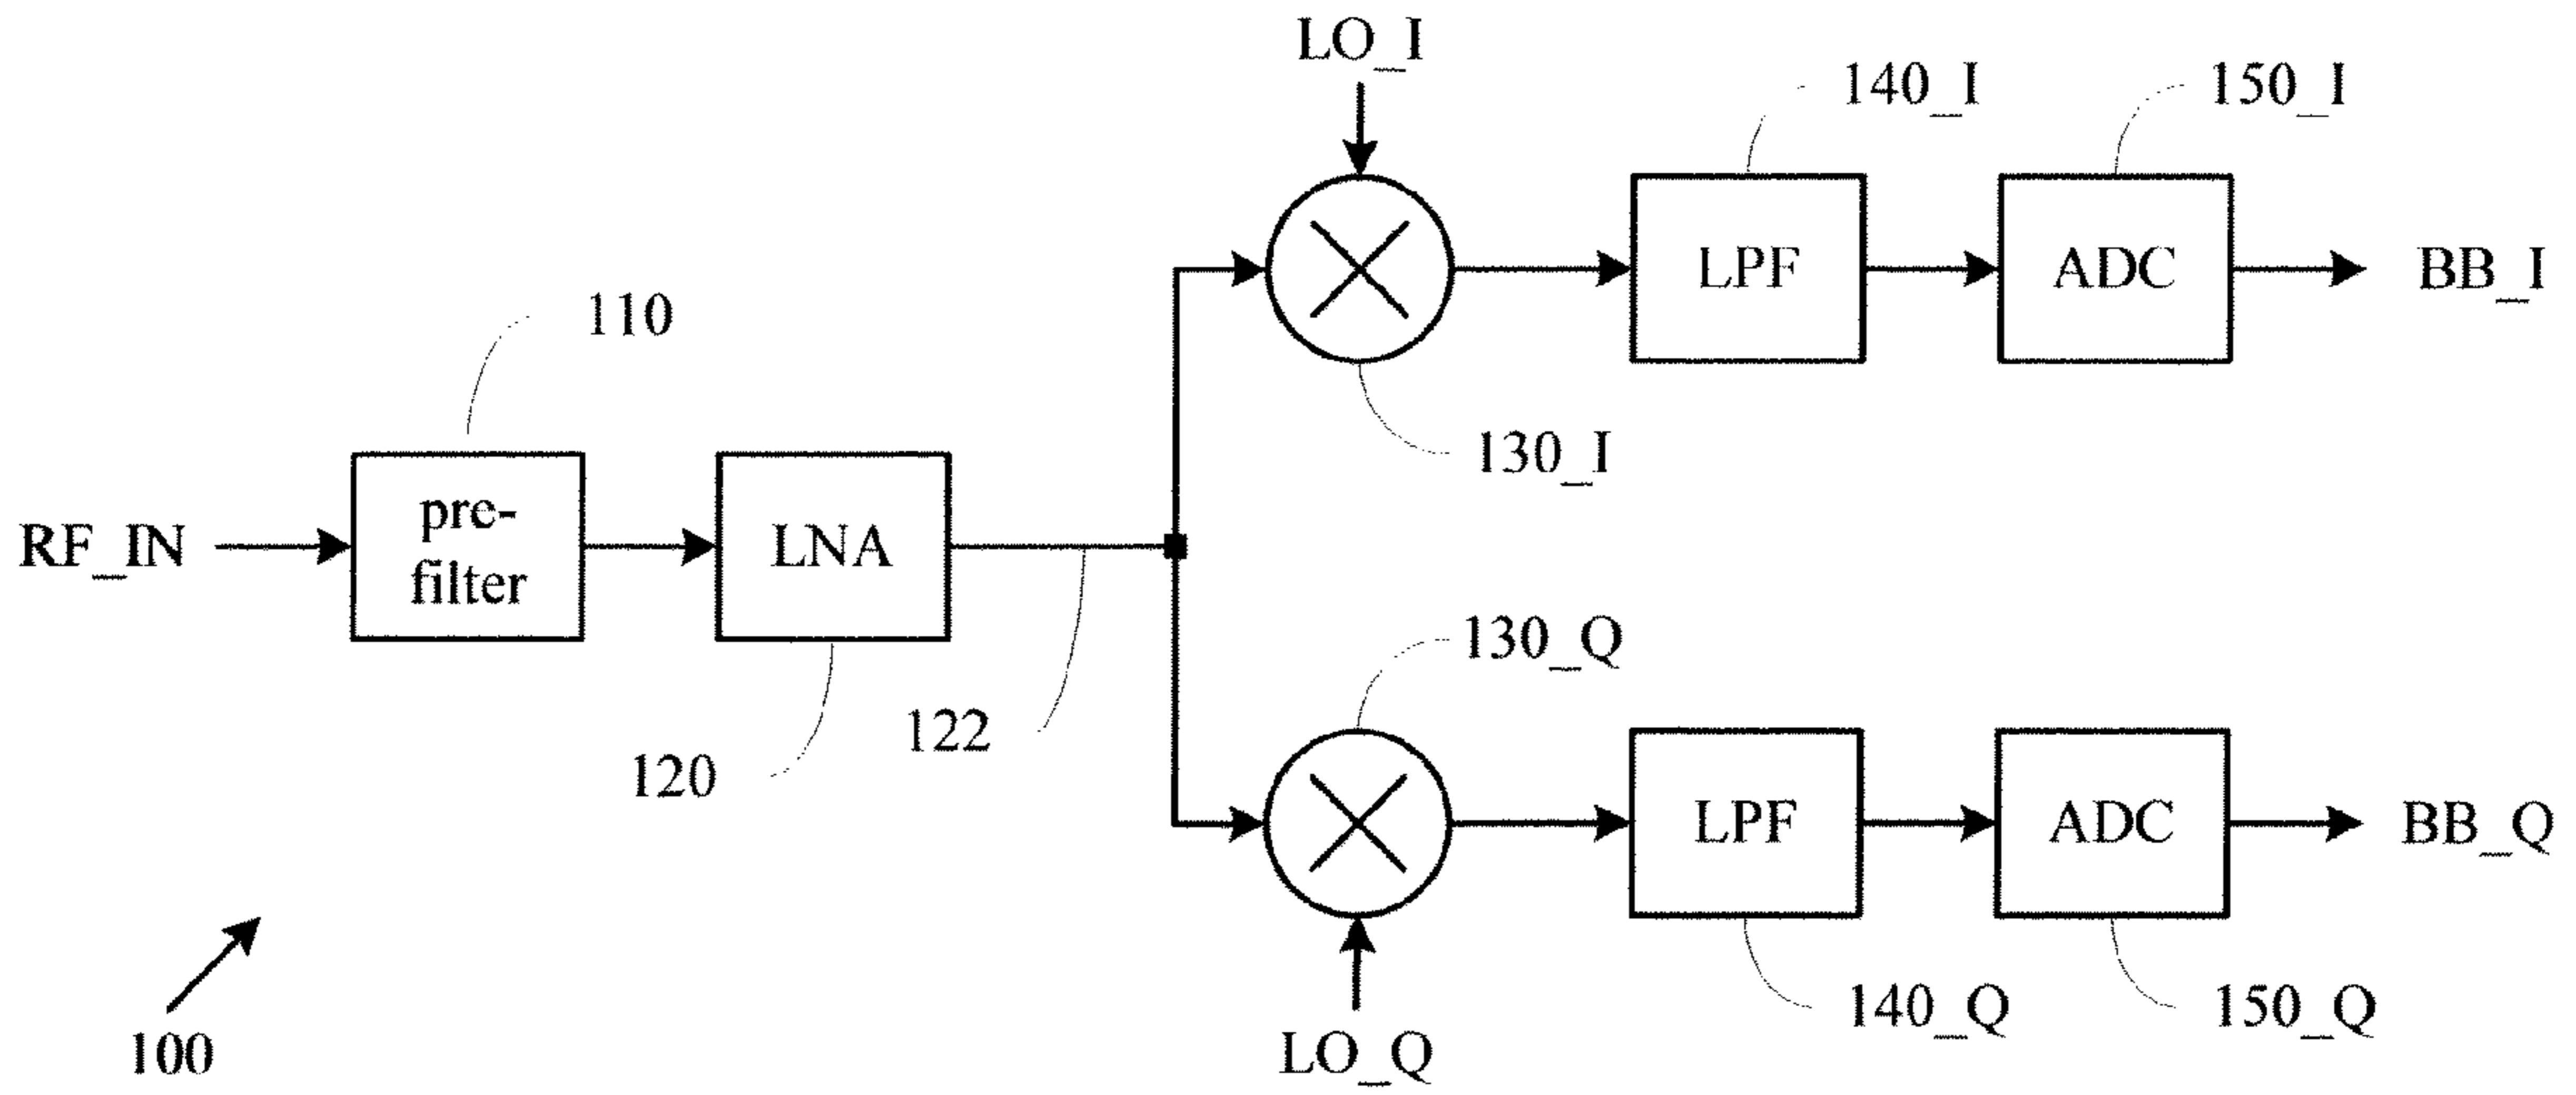 LO_I
140_I
150_I
LPF
ADC
BB_I
110
130_I
RF_IN
pre-
filter
LNA
130_Q
122
120
LPF
ADC
BB_Q
140_Q
150_Q
LO_Q
100